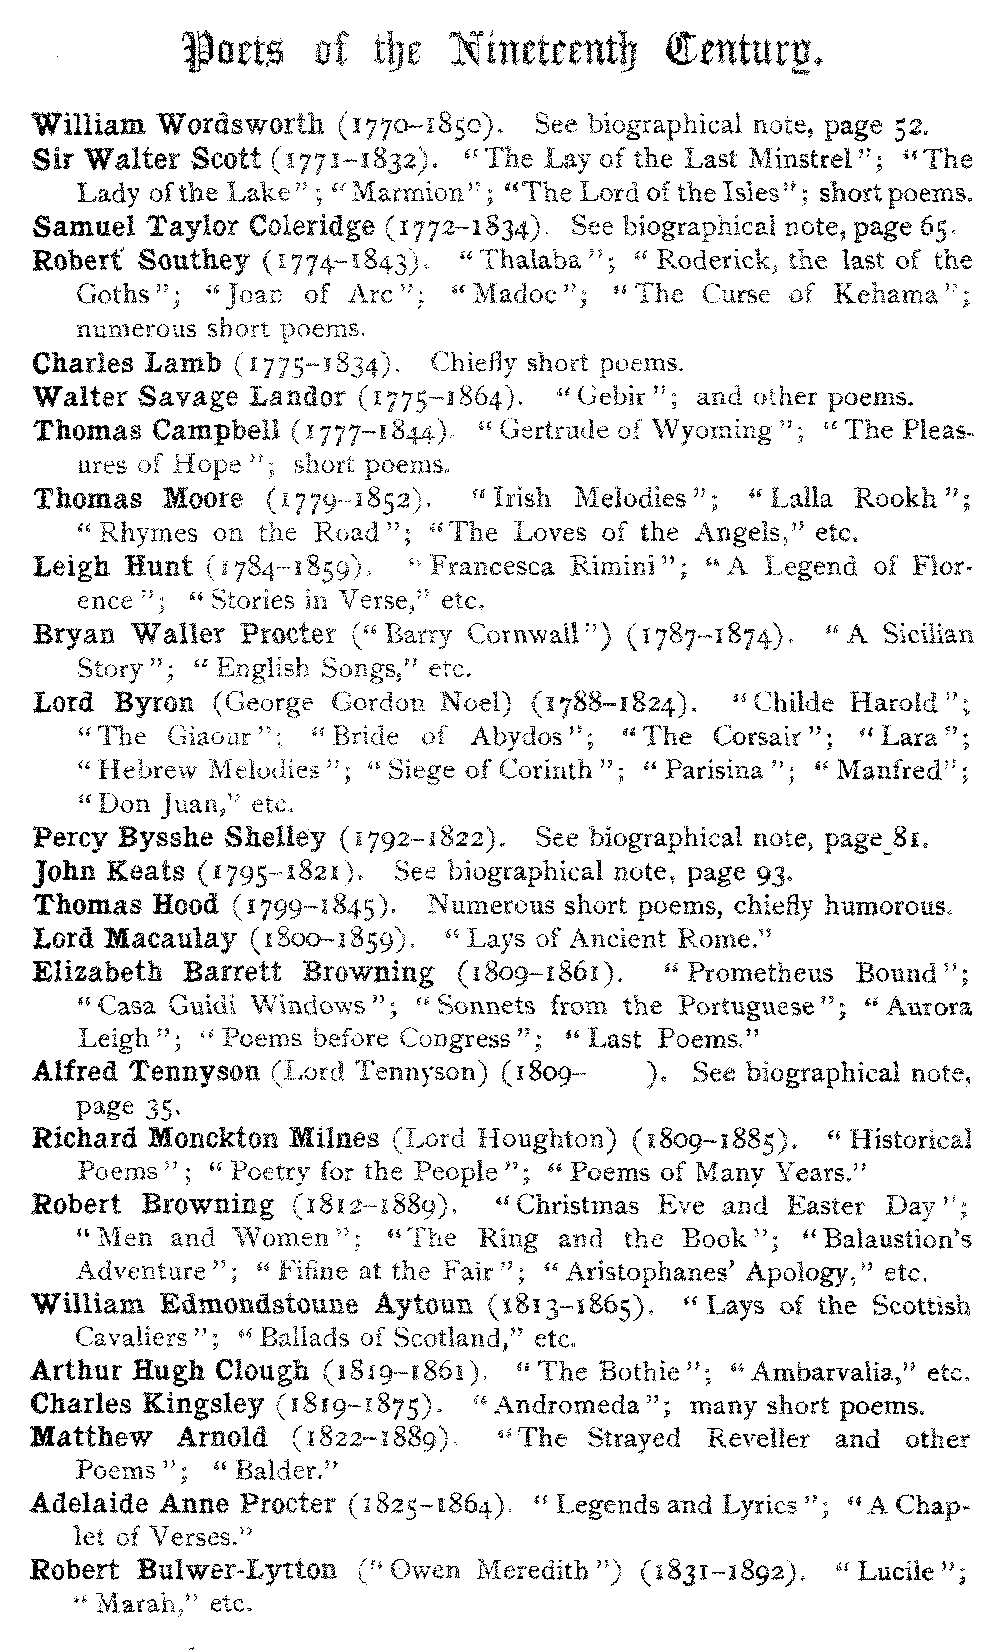 Poets of the Nineteenth Century.
William Wordsworth (1770–1850). See biographical note, page 52.
Sir Walter Scott (1771–1832). “The Lay of the Last Minstrel”; “The
Lady of the Lake”; “Marmion”; “The Lord of the Isles”; short poems.
Samuel Taylor Coleridge (1772–1834). See biographical note, page 65.
Robert Southey (1774–1843). “Thalaba”; “Roderick, the last of the
Goths”; “Joan of Arc”; “Madoc”; “The Curse of Kehama”;
numerous short poems.
Charles Lamb (1775–1834). Chiefly short poems.
Walter Savage Landor (1775–1864). “Gebir”; and other poems.
Thomas Campbell (1777–1844). “Gertrude of Wyoming”; “The Pleas-
ures of Hope”; short poems.
Thomas Moore (1779–1852). “Irish Melodies”; “Lalla Rookh”;
“Rhymes on the Road”; “The Loves of the Angels,” etc.
Leigh Hunt (1784–1859). “Francesca Rimini”; “A Legend of Flor-
ence”; “Stories in Verse,” etc.
Bryan Waller Procter (“Barry Cornwall”) (1787–1874). “A Sicilian
Story”; “English Songs,” etc.
Lord Byron (George Gordon Noel) (1788–1824). “Childe Harold”;
“The Giaour”; “Bride of Abydos”; “The Corsair”; “Lara”;
“Hebrew Melodies”; “Siege of Corinth”; “Parisina”; “Manfred”;
“Don Juan,” etc.
Percy Bysshe Shelley (1792–1822). See biographical note, page 81.
John Keats (1795–1821). See biographical note, page 93.
Thomas Hood (1799–1845). Numerous short poems, chiefly humorous.
Lord Macaulay (1800–1859). “Lays of Ancient Rome.”
Elizabeth Barrett Browning (1809–1861). “Prometheus Bound”;
“Casa Guidi Windows”; “Sonnets from the Portuguese”; “Aurora
Leigh”; “Poems before Congress”; “Last Poems.”
Alfred Tennyson (Lord Tennyson) (1809– ). See biographical note,
page 35.
Richard Monckton Milnes (Lord Houghton) (1809–1885). “Historical
Poems”; “Poetry for the People”; “Poems of Many Years.”
Robert Browning (1812–1889). “Christmas Eve and Easter Day”;
“Men and Women”; “The Ring and the Book”; “Balaustion’s
Adventure”; “Fifine at the Fair”; “Aristophanes’ Apology,” etc.
William Edmondstoune Aytoun (1813–1865). “Lays of the Scottish
Cavaliers”; “Ballads of Scotland,” etc.
Arthur Hugh Clough (1819–1861). “The Bothie”; “Ambarvalia,” etc.
Charles Kingsley (1819–1875). “Andromeda”; many short poems.
Matthew Arnold (1822–1889). “The Strayed Reveller and other
Poems”; “Balder.”
Adelaide Anne Procter (1825–1864). “Legends and Lyrics”; “A Chap-
let of Verses.”
Robert Bulwer-Lytton (“Owen Meredith”) (1831–1892). “Lucile”;
“Marah,” etc.